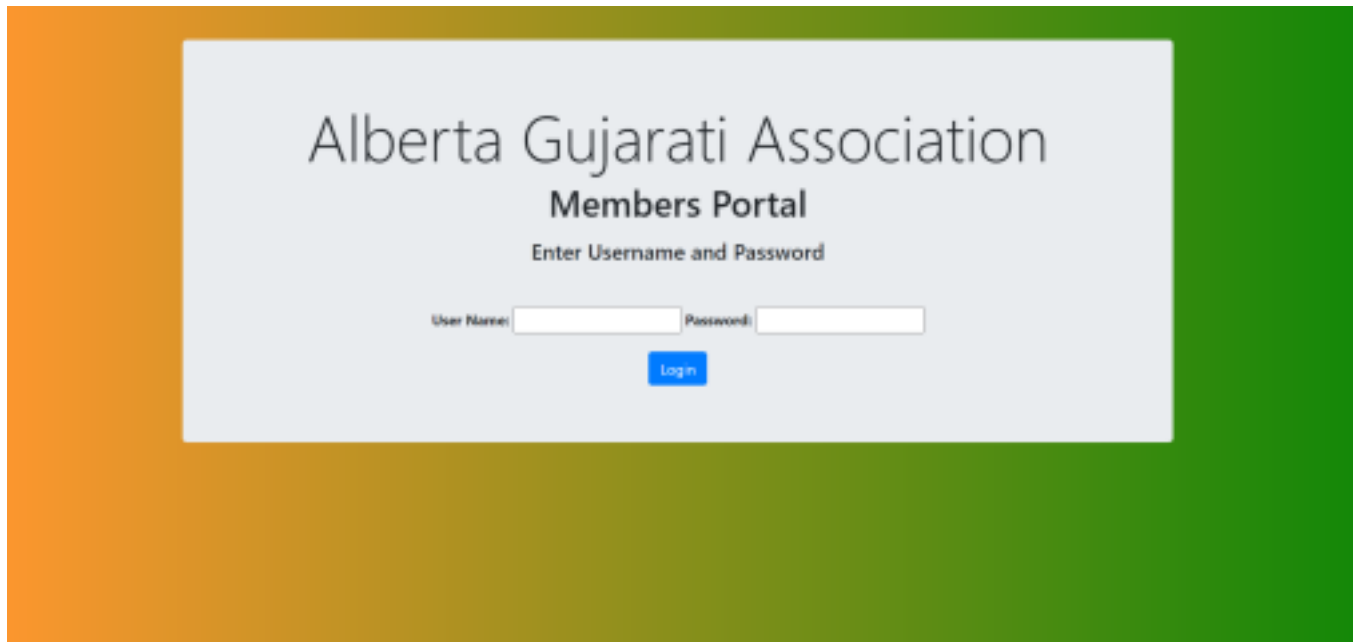 Alberta Gujarati Association
Members Portal
Enter Username and Password
User Name: Password:
Login